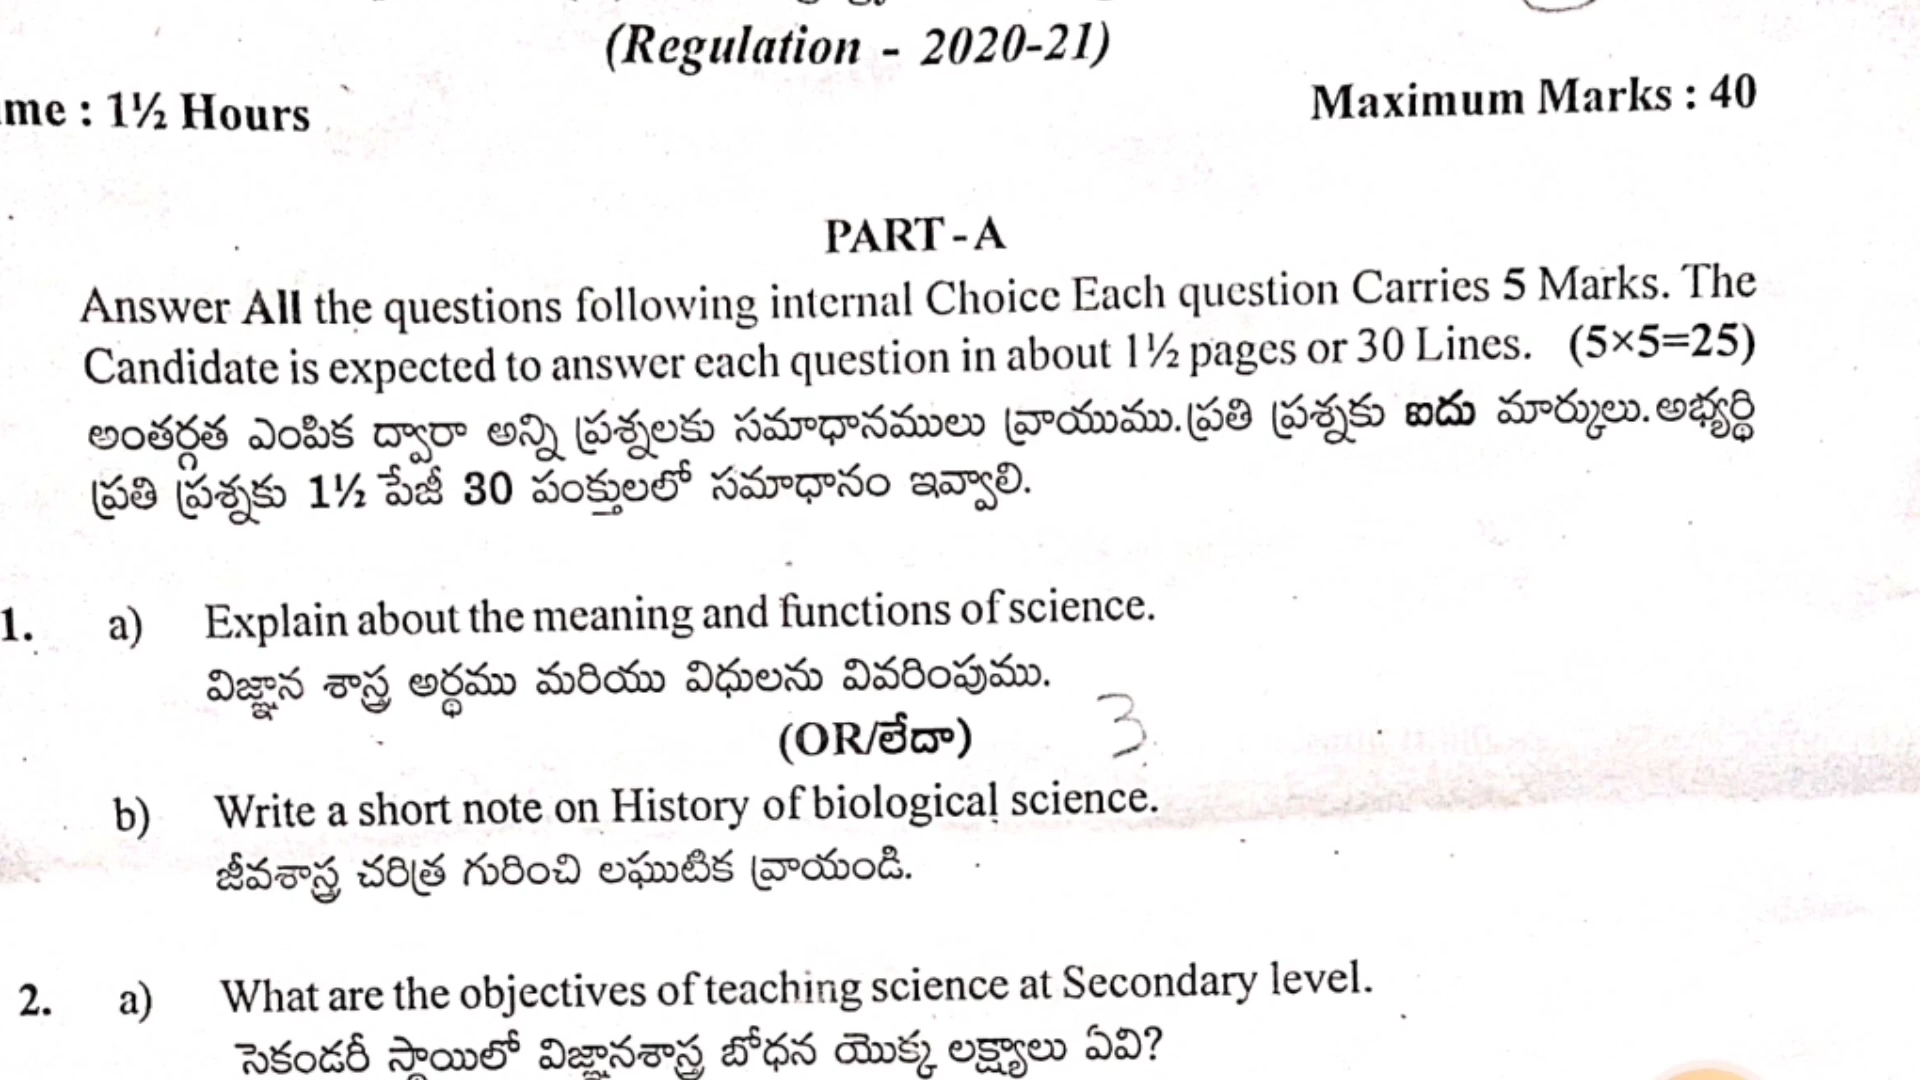 (Regulation - 2020-21)
me : 1½ Hours
Maximum Marks : 40
PART - A
Answer All the questions following internal Choice Each question Carries 5 Marks. The
Candidate is expected to answer each question in about 1½ pages or 30 Lines. (5×5=25)
అంతర్గత ఎంపిక ద్వారా అన్ని ప్రశ్నలకు సమాధానములు వ్రాయుము. ప్రతి ప్రశ్నకు ఐదు మార్కులు. అభ్యర్థి
ప్రతి ప్రశ్నకు 1½ పేజీ 30 పంక్తులలో సమాధానం ఇవ్వాలి.
1. a) Explain about the meaning and functions of science.
విజ్ఞాన శాస్త్ర అర్థము మరియు విధులను వివరింపుము.
(OR/లేదా)
3
b) Write a short note on History of biological science.
జీవశాస్త్ర చరిత్ర గురించి లఘుటిక వ్రాయండి.
2. a) What are the objectives of teaching science at Secondary level.
సెకండరీ స్థాయిలో విజ్ఞానశాస్త్ర బోధన యొక్క లక్ష్యాలు ఏవి?